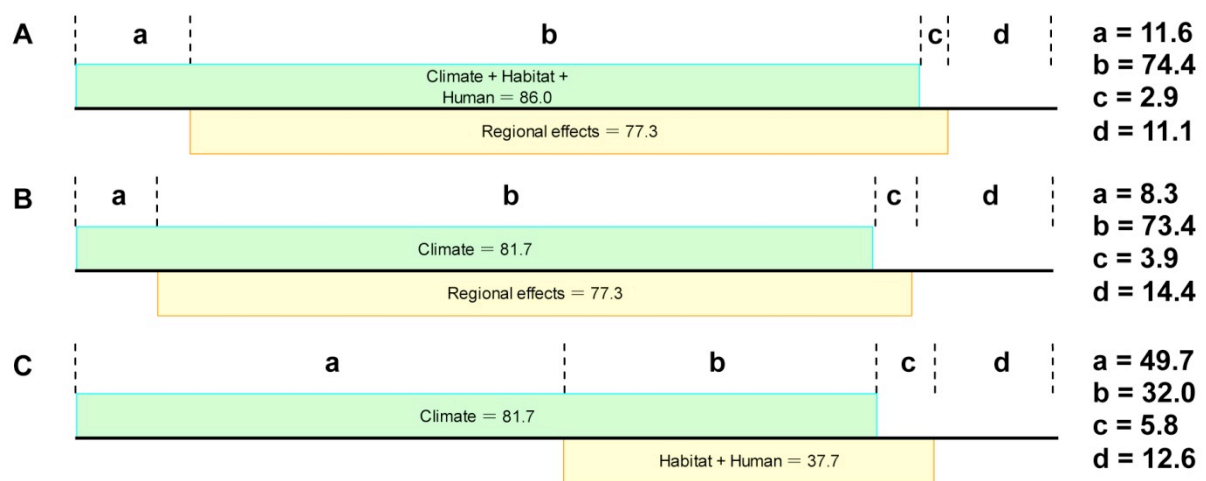 A
a
b
c
d
a = 11.6
b = 74.4
c = 2.9
d = 11.1
Climate + Habitat +
Human = 86.0
Regional effects = 77.3
B
a
b
c
d
a = 8.3
b = 73.4
c = 3.9
d = 14.4
Climate = 81.7
Regional effects = 77.3
C
a
b
c
d
a = 49.7
b = 32.0
c = 5.8
d = 12.6
Climate = 81.7
Habitat + Human = 37.7